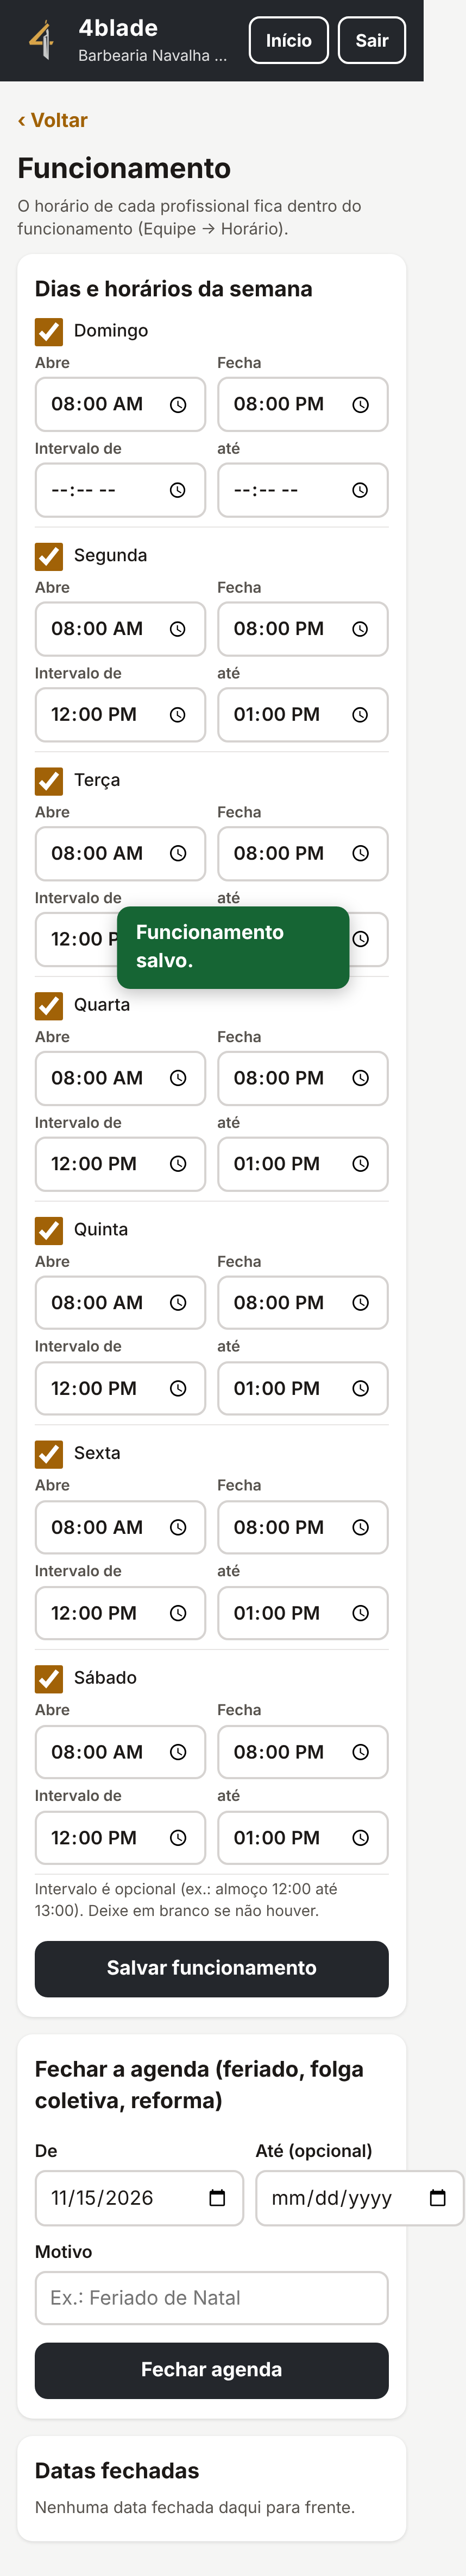 4blade
Barbearia Navalha ...
Início
Sair
‹ Voltar
Funcionamento
O horário de cada profissional fica dentro do
funcionamento (Equipe → Horário).
Dias e horários da semana
Domingo
Abre Fecha
08:00 AM 08:00 PM
Intervalo de até
--:-- -- --:-- --
Segunda
Abre Fecha
08:00 AM 08:00 PM
Intervalo de até
12:00 PM 01:00 PM
Terça
Abre Fecha
08:00 AM 08:00 PM
Intervalo de até
12:00 P
Funcionamento
salvo.
Quarta
Abre Fecha
08:00 AM 08:00 PM
Intervalo de até
12:00 PM 01:00 PM
Quinta
Abre Fecha
08:00 AM 08:00 PM
Intervalo de até
12:00 PM 01:00 PM
Sexta
Abre Fecha
08:00 AM 08:00 PM
Intervalo de até
12:00 PM 01:00 PM
Sábado
Abre Fecha
08:00 AM 08:00 PM
Intervalo de até
12:00 PM 01:00 PM
Intervalo é opcional (ex.: almoço 12:00 até
13:00). Deixe em branco se não houver.
Salvar funcionamento
Fechar a agenda (feriado, folga
coletiva, reforma)
De Até (opcional)
11/15/2026 mm/dd/yyyy
Motivo
Ex.: Feriado de Natal
Fechar agenda
Datas fechadas
Nenhuma data fechada daqui para frente.